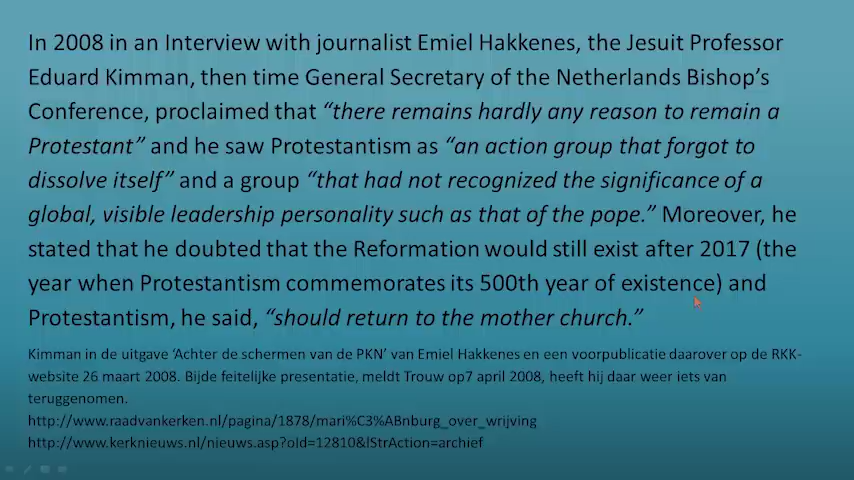 In 2008 in an Interview with journalist Emiel Hakkenes, the Jesuit Professor
Eduard Kimman, then time General Secretary of the Netherlands Bishop’s
Conference, proclaimed that “there remains hardly any reason to remain a
Protestant” and he saw Protestantism as “an action group that forgot to
dissolve itself” and a group “that had not recognized the significance of a
global, visible leadership personality such as that of the pope.” Moreover, he
stated that he doubted that the Reformation would still exist after 2017 (the
year when Protestantism commemorates its 500th year of existence) and
Protestantism, he said, “should return to the mother church.”
Kimman in de uitgave ‘Achter de schermen van de PKN’ van Emiel Hakkenes en een voorpublicatie daarover op de RKK-
website 26 maart 2008. Bijde feitelijke presentatie, meldt Trouw op7 april 2008, heeft hij daar weer iets van
teruggenomen.
http://www.raadvankerken.nl/pagina/1878/mari%C3%ABnburg_over_wrijving
http://www.kerknieuws.nl/nieuws.asp?oId=12810&lStrAction=archief